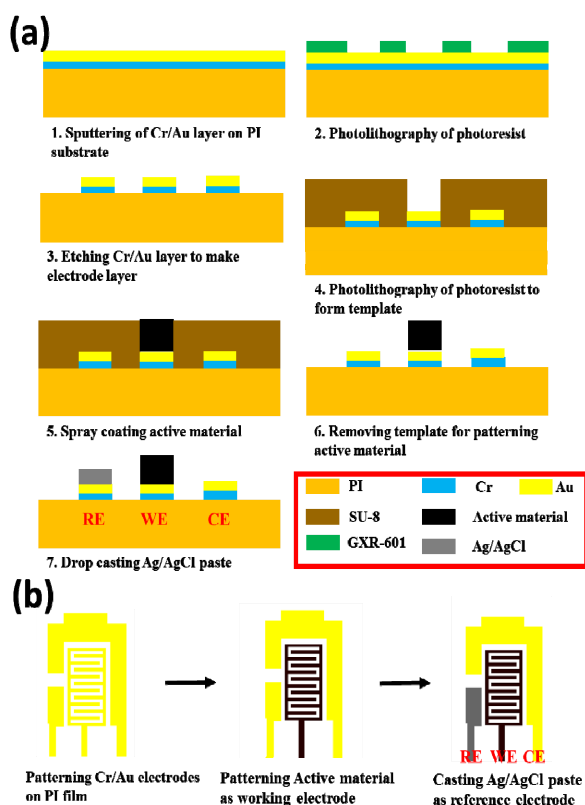 (a)
1. Sputtering of Cr/Au layer on PI
substrate
2. Photolithography of photoresist
3. Etching Cr/Au layer to make
electrode layer
4. Photolithography of photoresist to
form template
5. Spray coating active material
6. Removing template for patterning
active material
RE WE CE
7. Drop casting Ag/AgCl paste
PI Cr Au
SU-8 Active material
GXR-601 Ag/AgCl
(b)
RE WE CE
Patterning Cr/Au electrodes
on PI film
Patterning Active material
as working electrode
Casting Ag/AgCl paste
as reference electrode